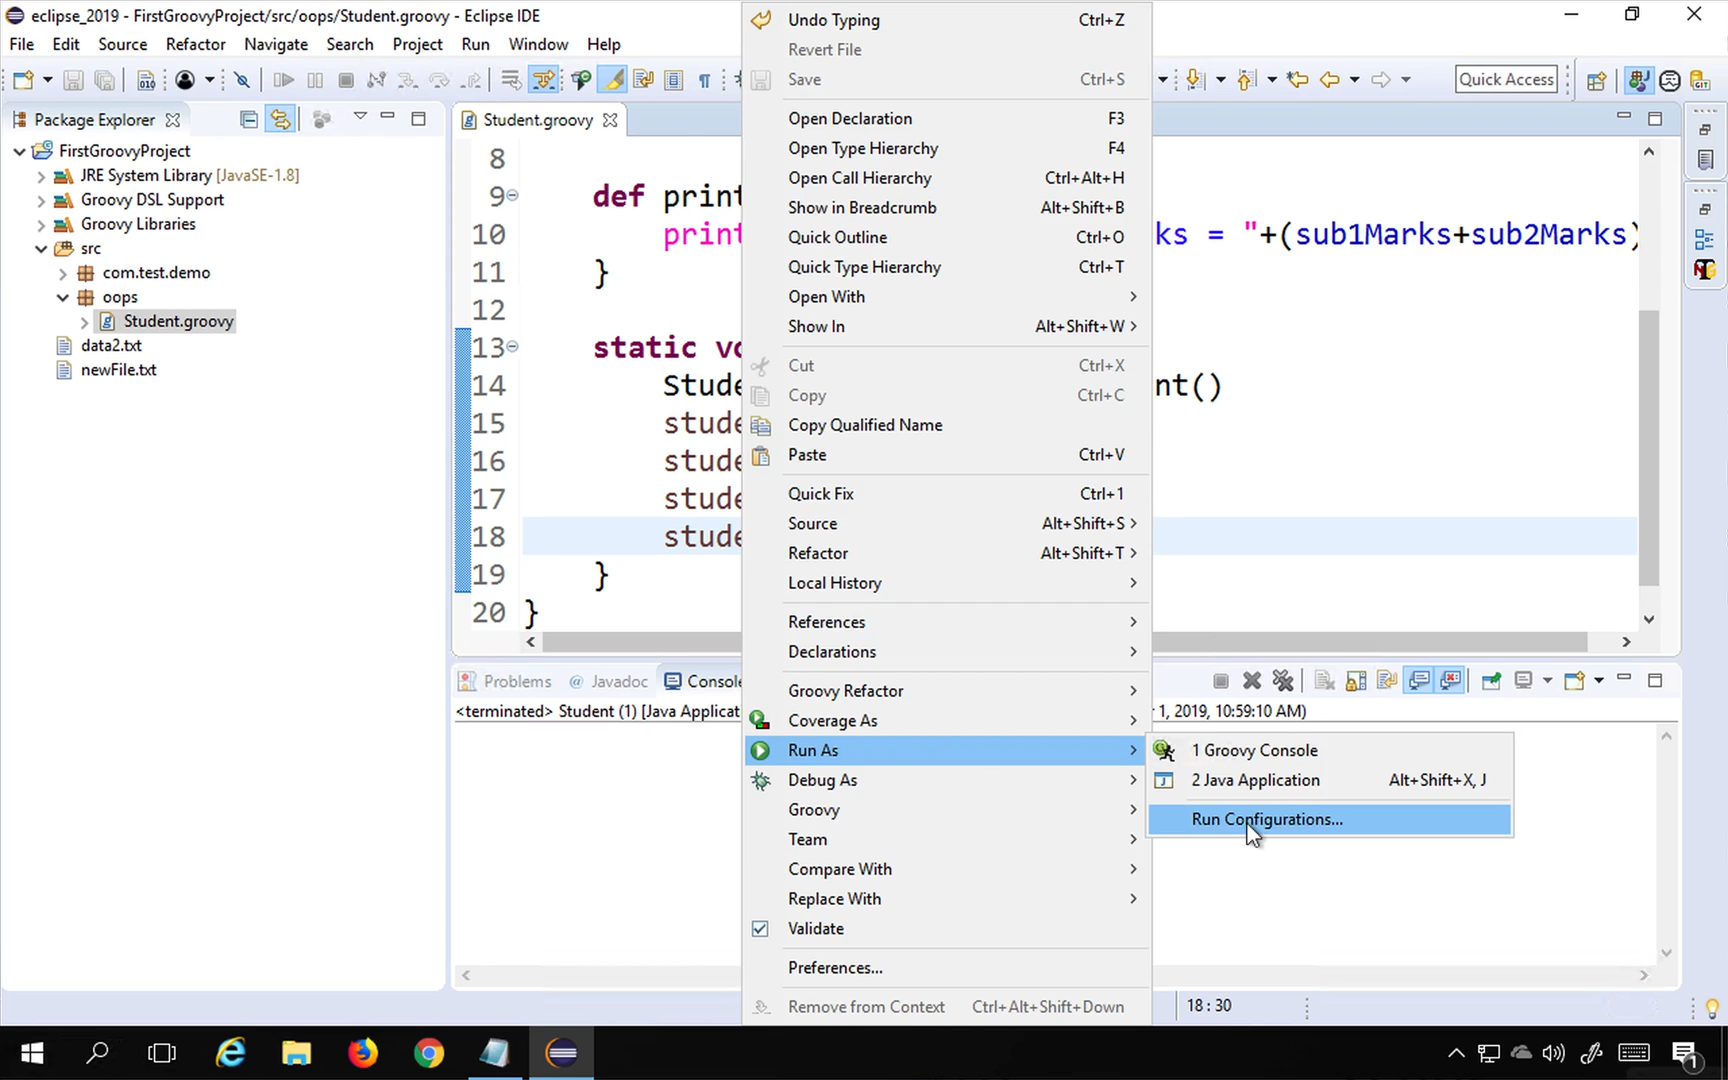 eclipse_2019 - FirstGroovyProject/src/oops/Student.groovy - Eclipse IDE
File Edit Source Refactor Navigate Search Project Run Window Help
Quick Access
Package Explorer
FirstGroovyProject
JRE System Library [JavaSE-1.8]
Groovy DSL Support
Groovy Libraries
src
com.test.demo
oops
Student.groovy
data2.txt
newFile.txt
Student.groovy
8
9 def print
10 print ks = "+(sub1Marks+sub2Marks)
11 }
12
13 static vo
14 Stude nt()
15 stude
16 stude
17 stude
18 stude
19 }
20 }
Problems @ Javadoc Console
<terminated> Student (1) [Java Applicat r 1, 2019, 10:59:10 AM)
Undo Typing Ctrl+Z
Revert File
Save Ctrl+S
Open Declaration F3
Open Type Hierarchy F4
Open Call Hierarchy Ctrl+Alt+H
Show in Breadcrumb Alt+Shift+B
Quick Outline Ctrl+O
Quick Type Hierarchy Ctrl+T
Open With
Show In Alt+Shift+W
Cut Ctrl+X
Copy Ctrl+C
Copy Qualified Name
Paste Ctrl+V
Quick Fix Ctrl+1
Source Alt+Shift+S
Refactor Alt+Shift+T
Local History
References
Declarations
Groovy Refactor
Coverage As
Run As
Debug As
Groovy
Team
Compare With
Replace With
Validate
Preferences...
Remove from Context Ctrl+Alt+Shift+Down
1 Groovy Console
2 Java Application Alt+Shift+X, J
Run Configurations...
18 : 30
1